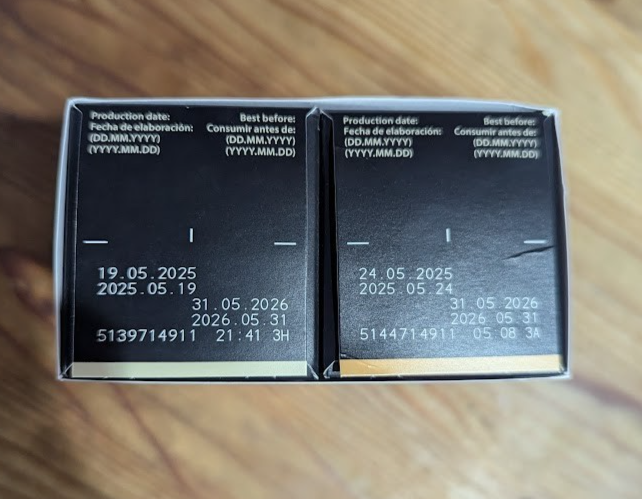 Production date:
Fecha de elaboración:
(DD.MM.YYYY)
(YYYY.MM.DD)
Best before:
Consumir antes de:
(DD.MM.YYYY)
(YYYY.MM.DD)
19.05.2025
2025.05.19
31.05.2026
2026.05.31
5139714911 21:41 3H
Production date:
Fecha de elaboración:
(DD.MM.YYYY)
(YYYY.MM.DD)
Best before:
Consumir antes de:
(DD.MM.YYYY)
(YYYY.MM.DD)
24.05.2025
2025.05.24
31.05.2026
2026.05.31
5144714911 05:08 3A